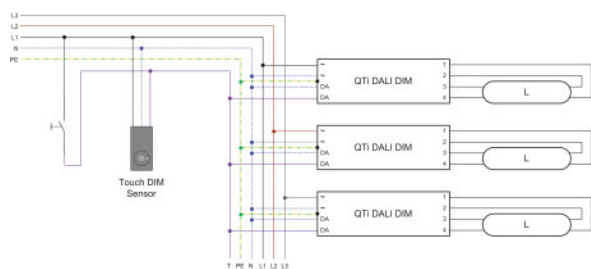 L3
L2
L1
N
PE
~ QTi DALI DIM 1
~ 2
DA 3
DA 4
L
~ QTi DALI DIM 1
~ 2
DA 3
DA 4
L
~ QTi DALI DIM 1
~ 2
DA 3
DA 4
L
Touch DIM
Sensor
T PE N L1 L2 L3